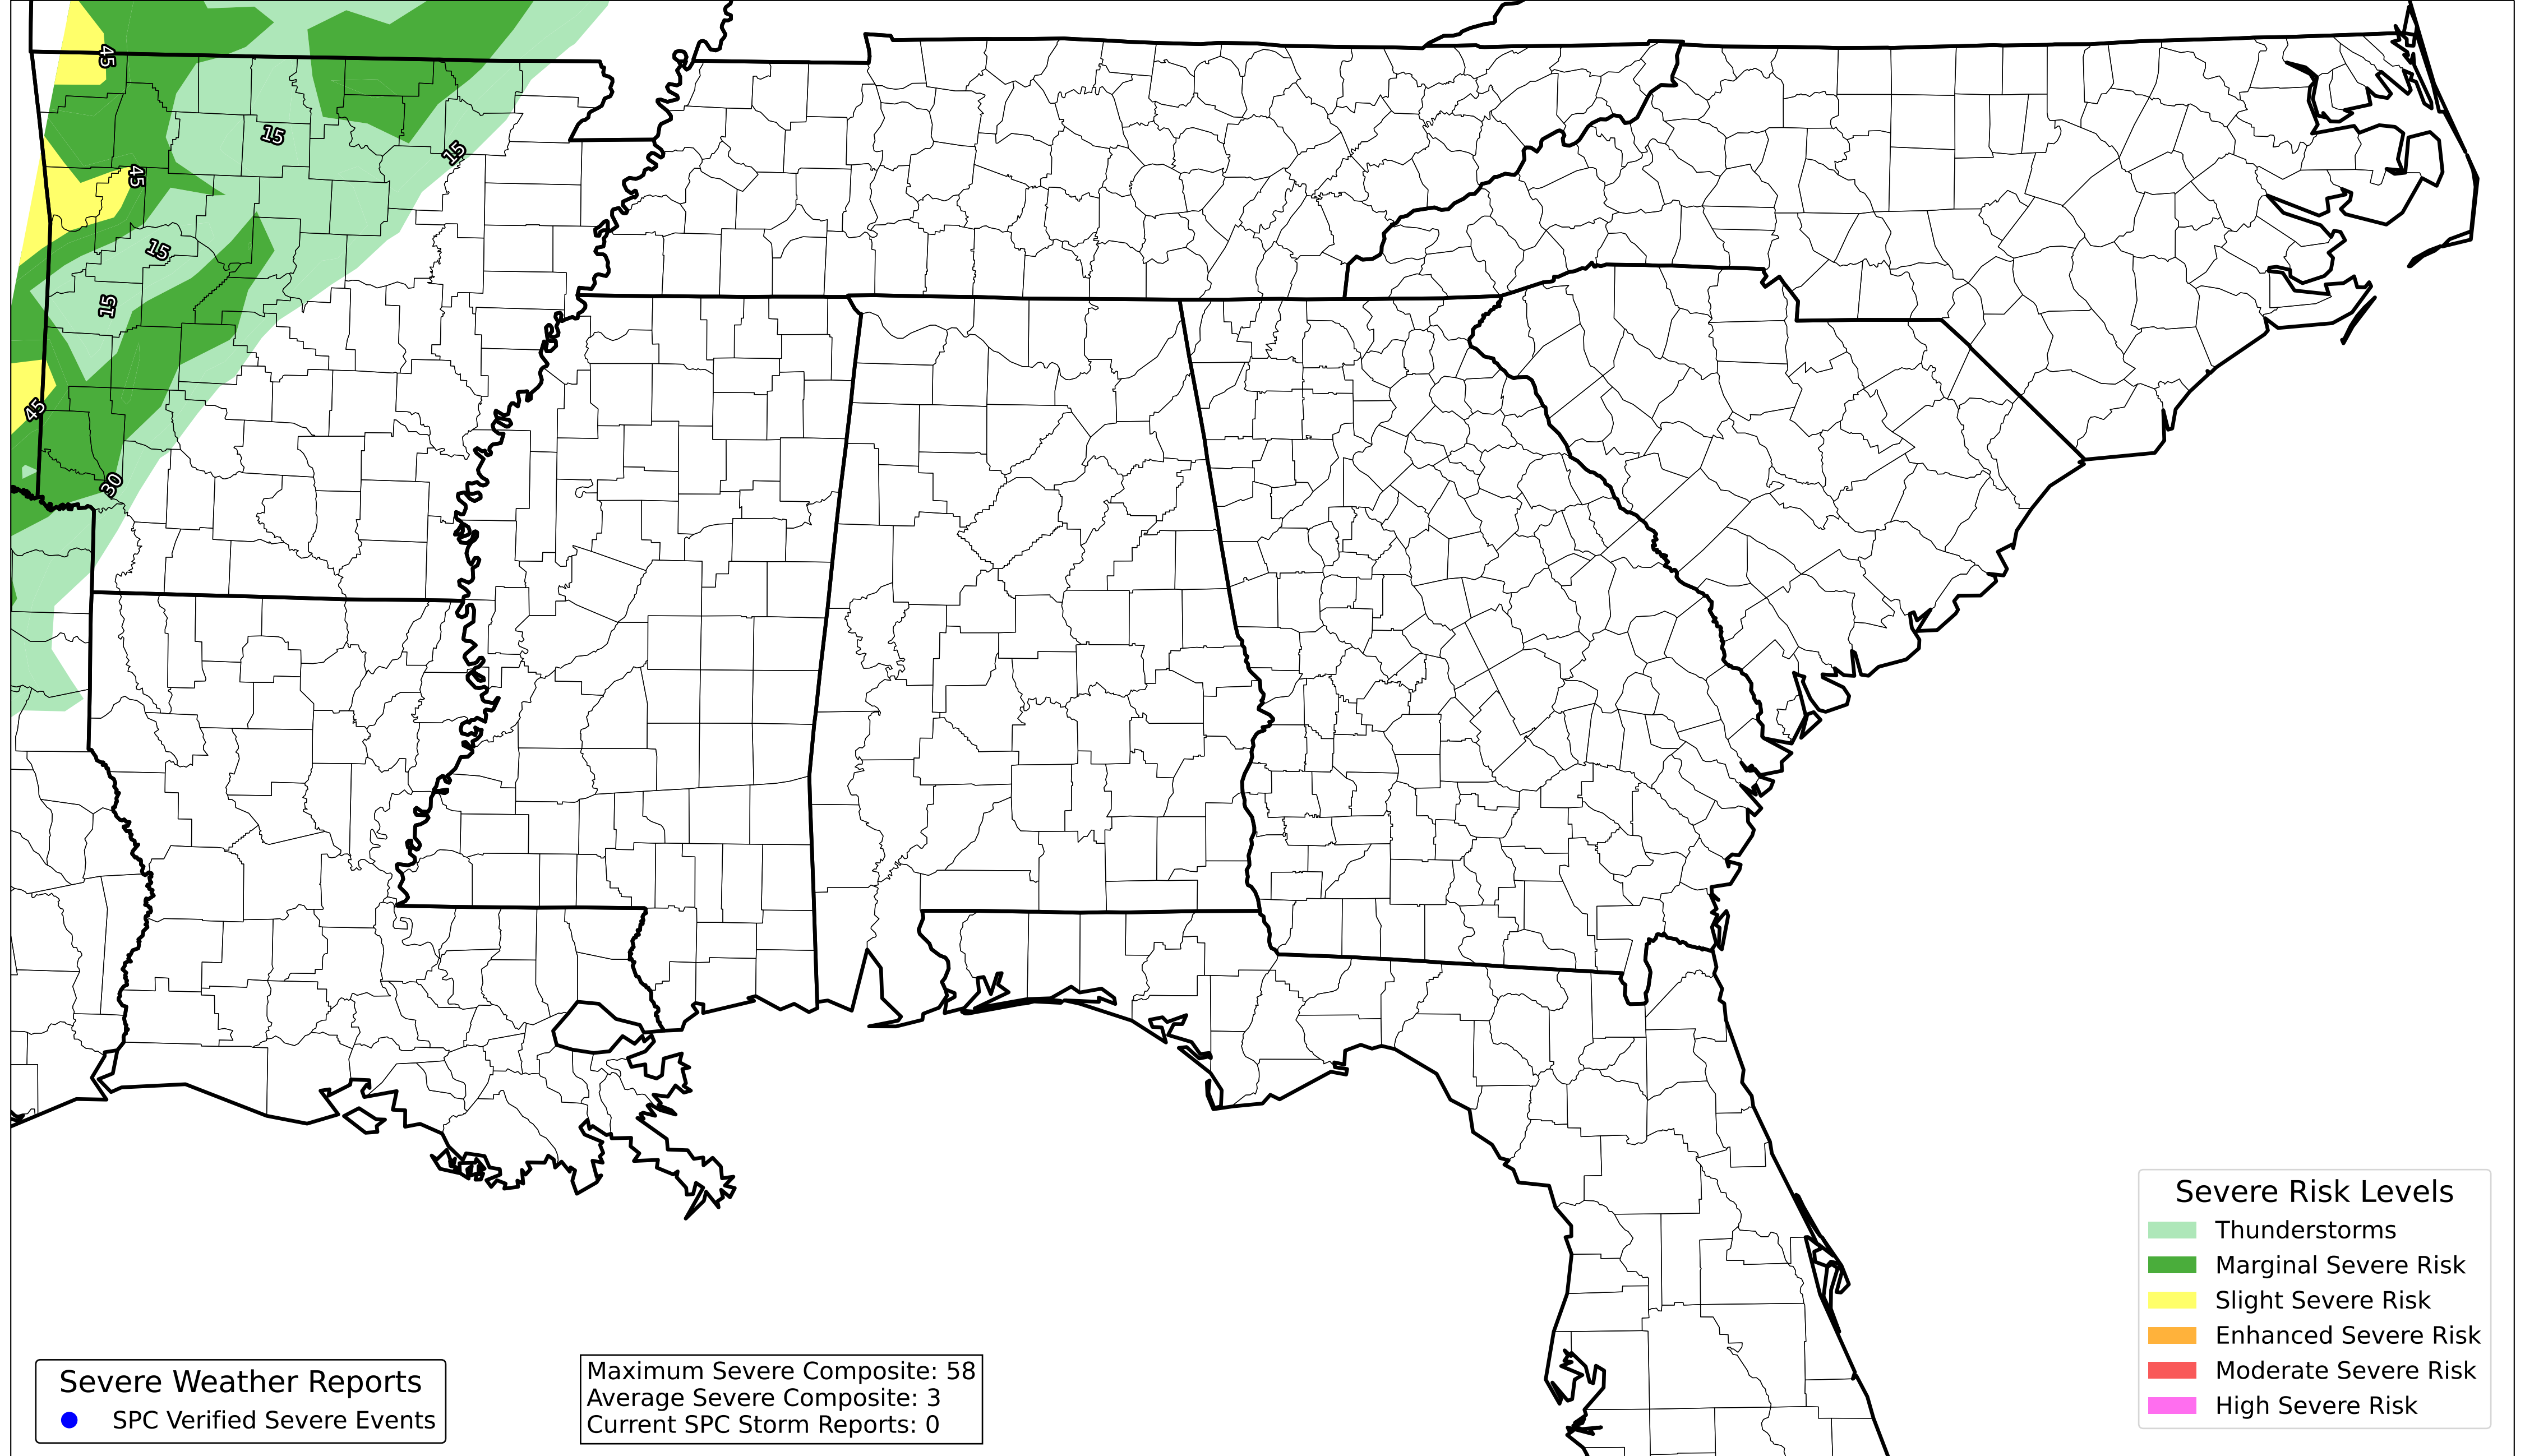 45
15
15
45
15
15
45
30
Severe Risk Levels
Thunderstorms
Marginal Severe Risk
Slight Severe Risk
Enhanced Severe Risk
Moderate Severe Risk
High Severe Risk
Severe Weather Reports
SPC Verified Severe Events
Maximum Severe Composite: 58
Average Severe Composite: 3
Current SPC Storm Reports: 0